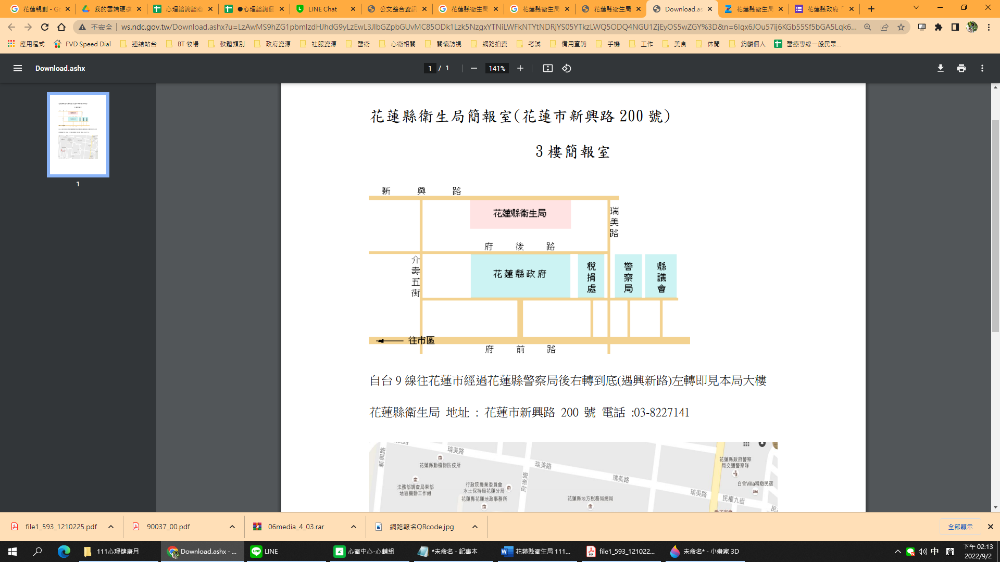 花蓮親創 - Go
我的雲端硬碟
心理諮詢諮商
●心理諮詢個
LINE Chat
公文整合資訊
花蓮縣衛生局
花蓮縣衛生局
花蓮縣衛生局
Download.as
花蓮縣衛生局
花蓮縣政府「
不安全
應用程式
FVD Speed Dial
連結站台
BT 牧場
軟體類別
政府資源
社服資源
醫衛
心衛相關
關懷訪視
網路拍賣
考試
備用查詢
手機
工作
美食
休閒
鈞麟個人
醫療專線一般民眾...
Download.ashx
1 / 1
141%
1
花蓮縣衛生局簡報室(花蓮市新興路 200 號)
3 樓簡報室
新 興 路
花蓮縣衛生局
瑞美路
府 後 路
介壽五街
花蓮縣政府
稅捐處
警察局
縣議會
往市區
府 前 路
自台 9 線往花蓮市經過花蓮縣警察局後右轉到底(遇興新路)左轉即見本局大樓
花蓮縣衛生局 地址 : 花蓮市新興路 200 號 電話 :03-8227141
瑞美路
瑞美路
新興路
花蓮縣動植物防疫所
瑞美路
瑞美路
瑞美路
府後路
法務部調查局東部
地區機動工作組
行政院農業委員會
水土保持局花蓮分局
花蓮縣花蓮地政事務所
花蓮縣地方稅務局總局
花蓮縣政府警察
局交通警察隊
白舍Villa精緻民宿
民權九街
file1_593_1210225.pdf
90037_00.pdf
06media_4_03.rar
網路報名QRcode.jpg
全部顯示
111心理健康月
Download.ashx - ...
LINE
心衛中心-心輔組
*未命名 - 記事本
花蓮縣衛生局 111...
file1_593_121022...
未命名* - 小畫家 3D
中
下午 02:13
2022/9/2